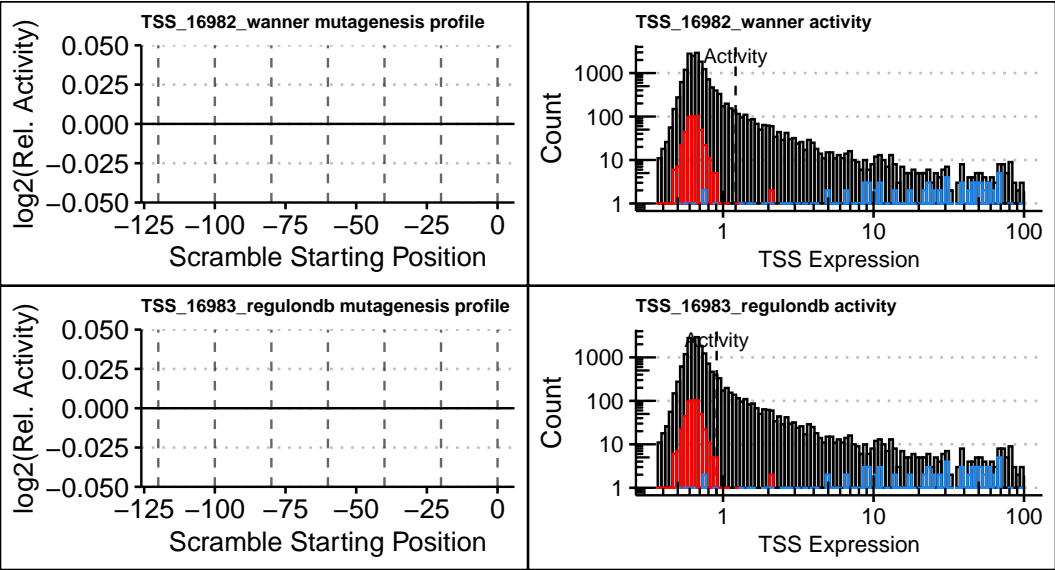 TSS_16982_wanner mutagenesis profile
log2(Rel. Activity)
0.050
0.025
0.000
−0.025
−0.050
−125 −100 −75 −50 −25 0
Scramble Starting Position
TSS_16982_wanner activity
Activity
Count
1000
100
10
1
1 10 100
TSS Expression
TSS_16983_regulondb mutagenesis profile
log2(Rel. Activity)
0.050
0.025
0.000
−0.025
−0.050
−125 −100 −75 −50 −25 0
Scramble Starting Position
TSS_16983_regulondb activity
Activity
Count
1000
100
10
1
1 10 100
TSS Expression